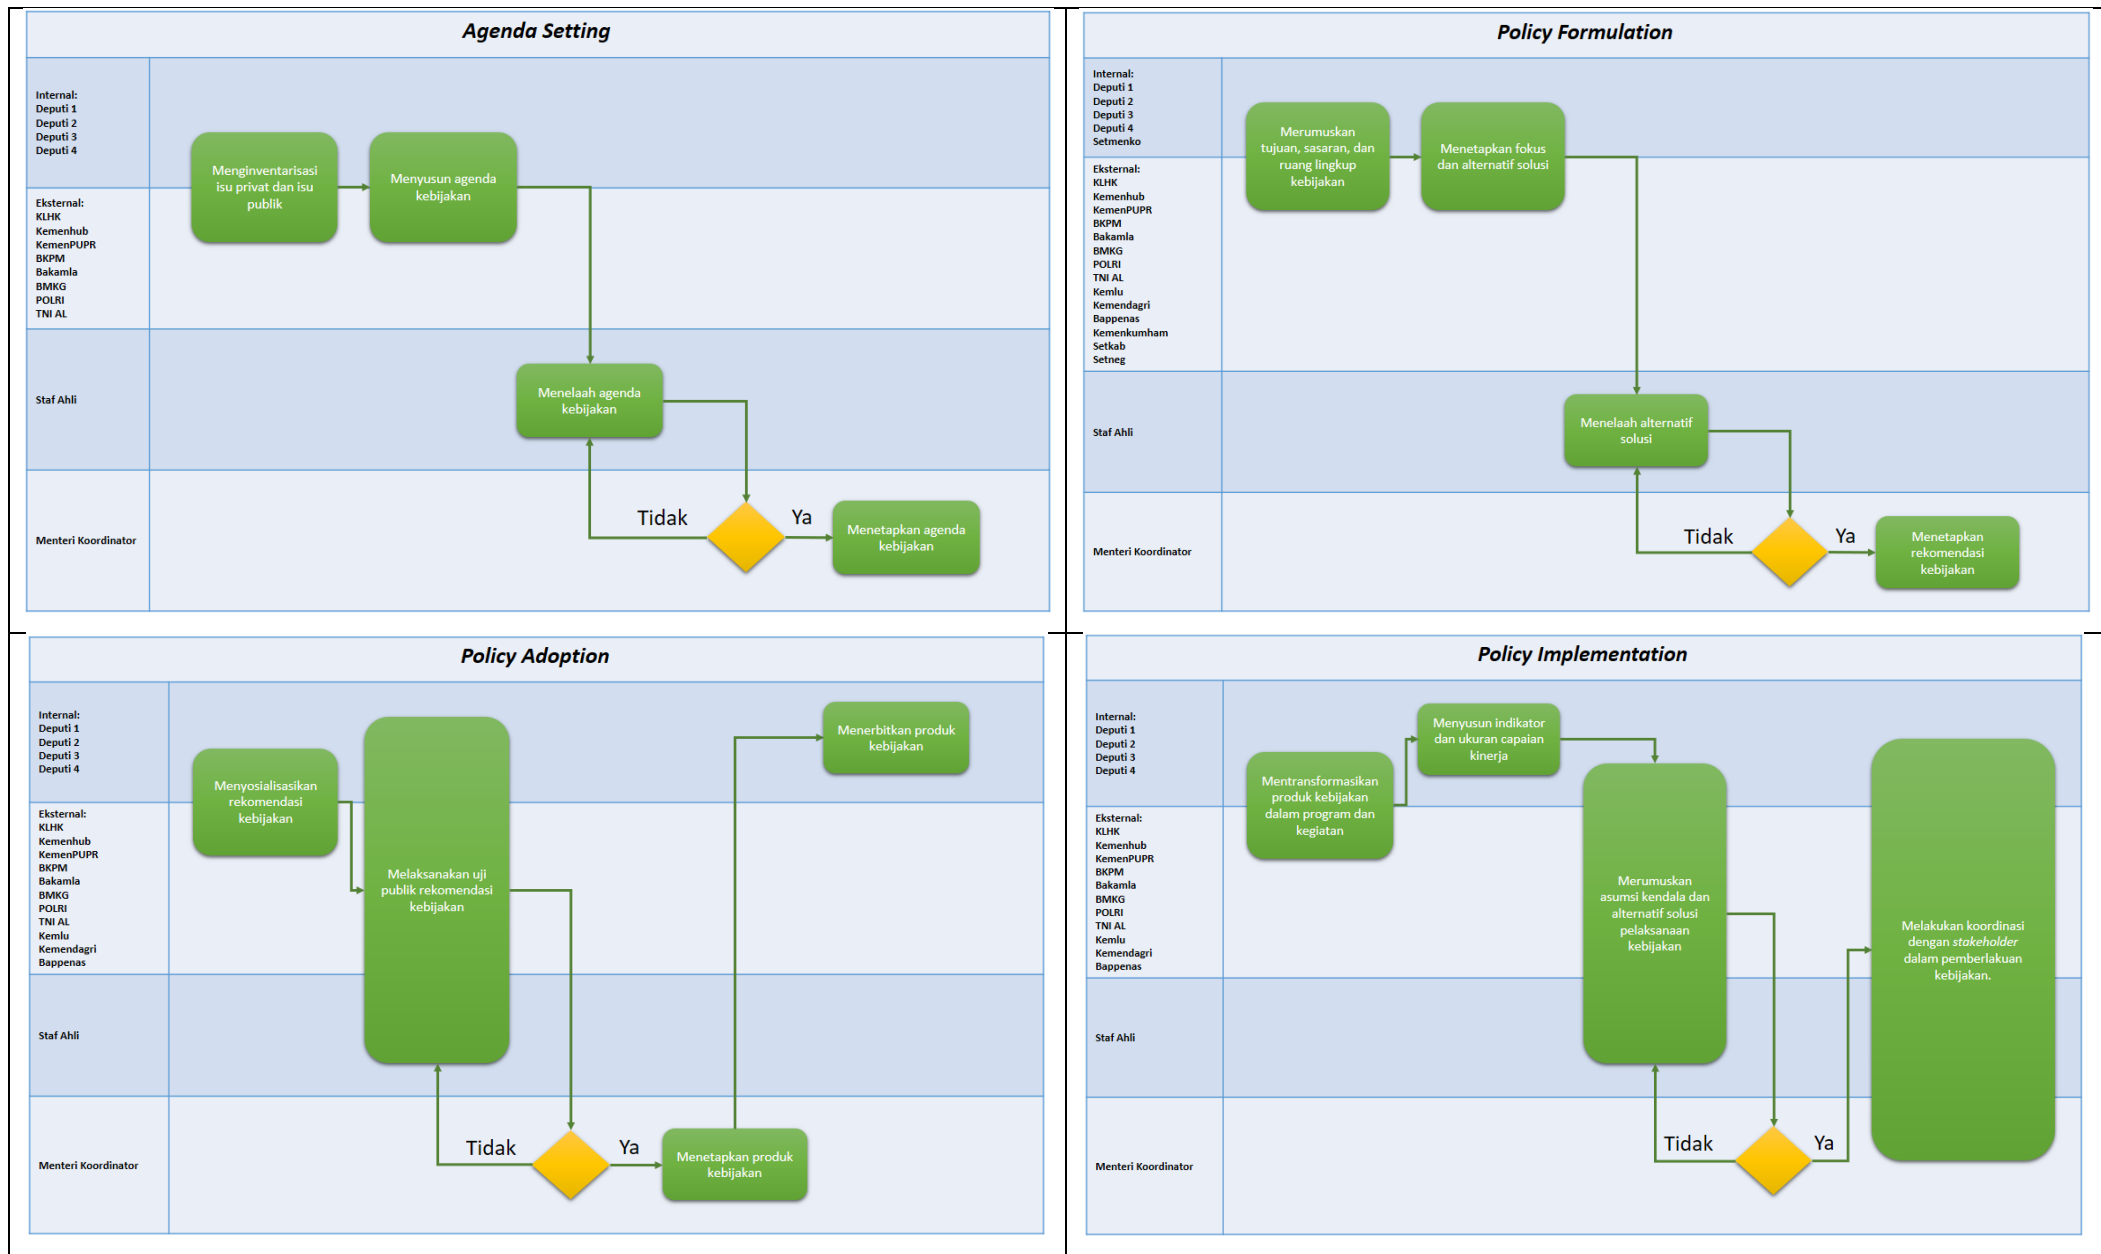 Agenda Setting
Internal:
Deputi 1
Deputi 2
Deputi 3
Deputi 4
Eksternal:
KLHK
Kemenhub
KemenPUPR
BKPM
Bakamla
BMKG
POLRI
TNI AL
Staf Ahli
Menteri Koordinator
Menginventarisasi
isu privat dan isu
publik
Menyusun agenda
kebijakan
Menelaah agenda
kebijakan
Tidak
Ya
Menetapkan agenda
kebijakan
Policy Formulation
Internal:
Deputi 1
Deputi 2
Deputi 3
Deputi 4
Setmenko
Eksternal:
KLHK
Kemenhub
KemenPUPR
BKPM
Bakamla
BMKG
POLRI
TNI AL
Kemlu
Kemendagri
Bappenas
Kemenkumham
Setkab
Setneg
Staf Ahli
Menteri Koordinator
Merumuskan
tujuan, sasaran, dan
ruang lingkup
kebijakan
Menetapkan fokus
dan alternatif solusi
Menelaah alternatif
solusi
Tidak
Ya
Menetapkan
rekomendasi
kebijakan
Policy Adoption
Internal:
Deputi 1
Deputi 2
Deputi 3
Deputi 4
Eksternal:
KLHK
Kemenhub
KemenPUPR
BKPM
Bakamla
BMKG
POLRI
TNI AL
Kemlu
Kemendagri
Bappenas
Staf Ahli
Menteri Koordinator
Menyosialisasikan
rekomendasi
kebijakan
Melaksanakan uji
publik rekomendasi
kebijakan
Tidak
Ya
Menetapkan produk
kebijakan
Menerbitkan produk
kebijakan
Policy Implementation
Internal:
Deputi 1
Deputi 2
Deputi 3
Deputi 4
Eksternal:
KLHK
Kemenhub
KemenPUPR
BKPM
Bakamla
BMKG
POLRI
TNI AL
Kemlu
Kemendagri
Bappenas
Staf Ahli
Menteri Koordinator
Mentransformasikan
produk kebijakan
dalam program dan
kegiatan
Menyusun indikator
dan ukuran capaian
kinerja
Merumuskan
asumsi kendala dan
alternatif solusi
pelaksanaan
kebijakan
Tidak
Ya
Melakukan koordinasi
dengan stakeholder
dalam pemberlakuan
kebijakan.